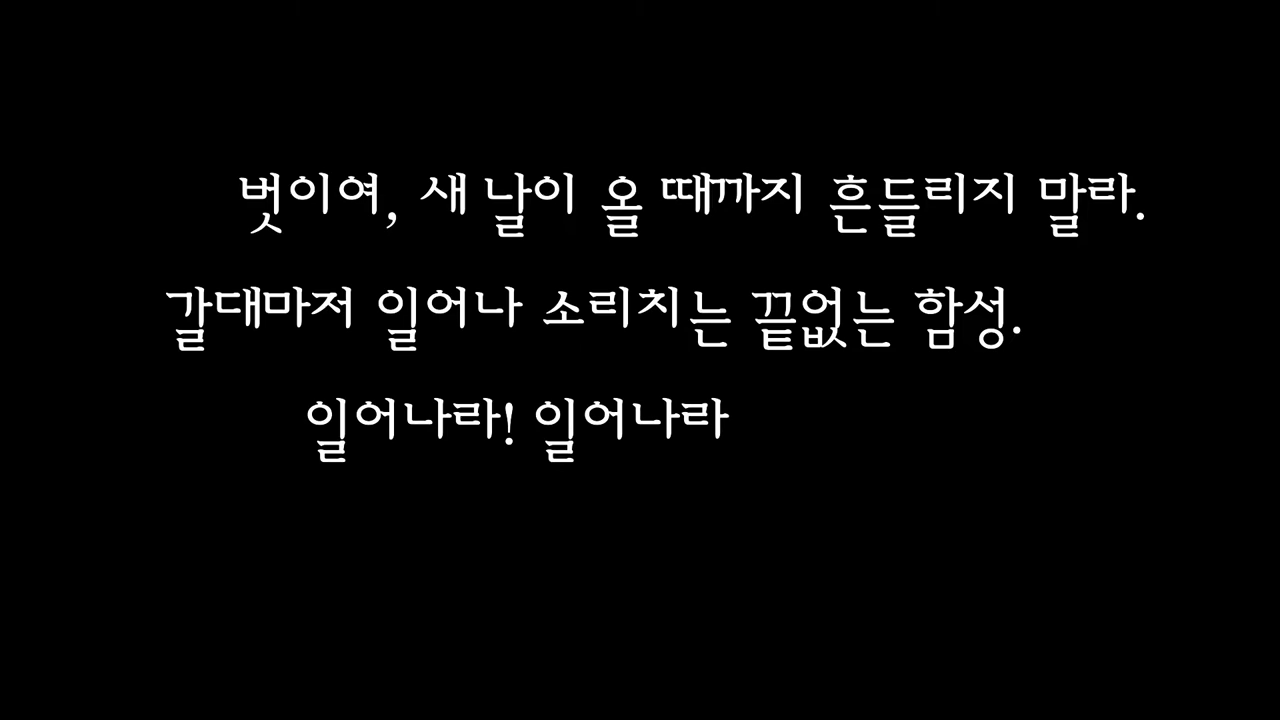 벗이여, 새 날이 올 때까지 흔들리지 말라.
갈대마저 일어나 소리치는 끝없는 함성.
일어나라! 일어나라